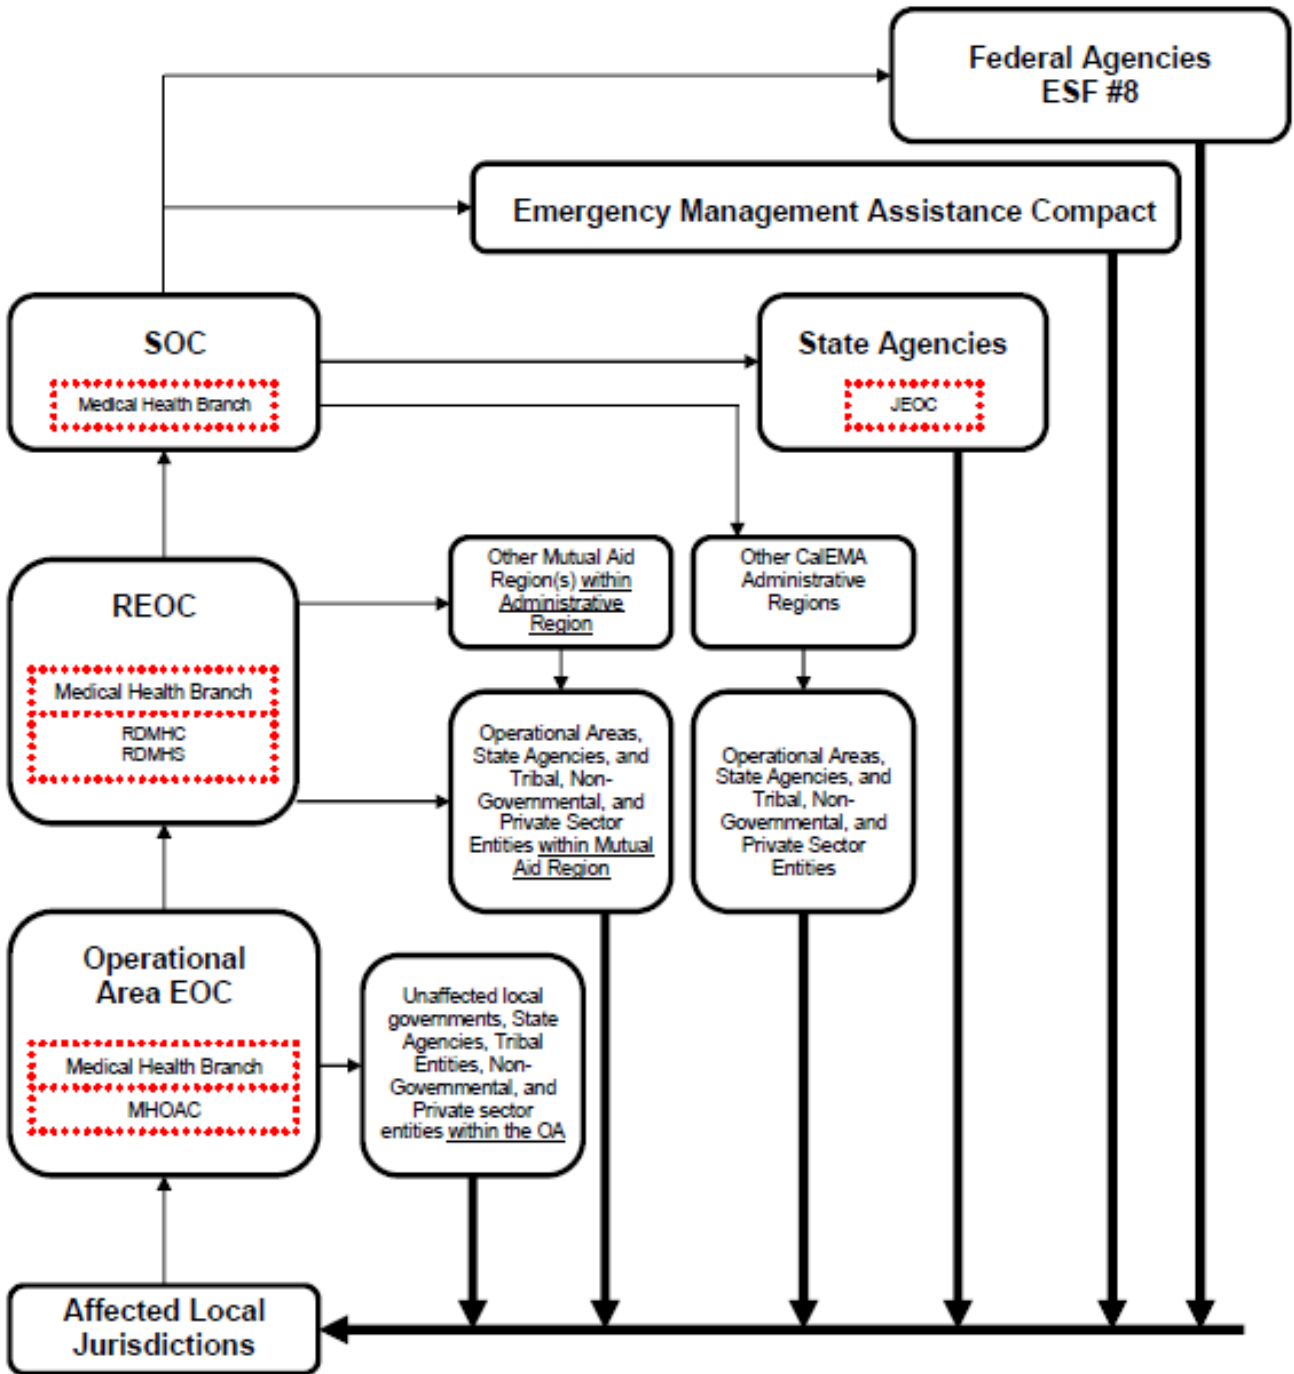 Federal Agencies
ESF #8
Emergency Management Assistance Compact
SOC
Medical Health Branch
State Agencies
JEOC
REOC
Medical Health Branch
RDMHC
RDMHS
Other Mutual Aid
Region(s) within
Administrative
Region
Other CalEMA
Administrative
Regions
Operational Areas,
State Agencies, and
Tribal, Non-
Governmental, and
Private Sector
Entities within Mutual
Aid Region
Operational Areas,
State Agencies, and
Tribal, Non-
Governmental, and
Private Sector
Entities
Operational
Area EOC
Medical Health Branch
MHOAC
Unaffected local
governments, State
Agencies, Tribal
Entities, Non-
Governmental, and
Private sector
entities within the OA
Affected Local
Jurisdictions